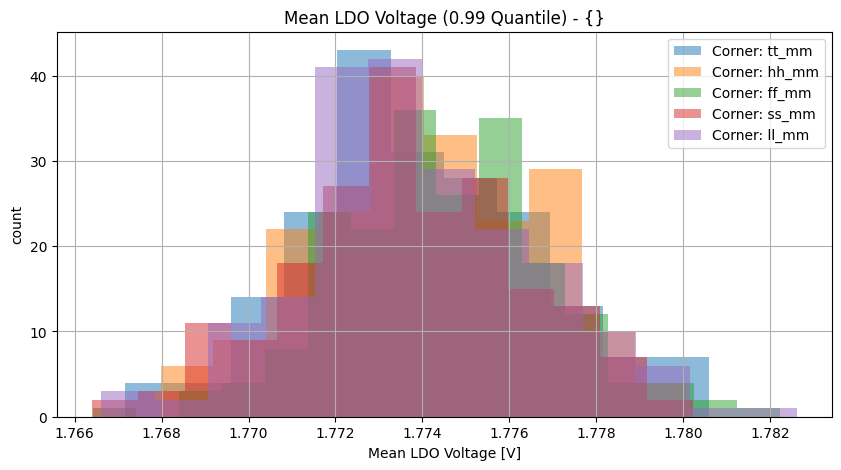 Mean LDO Voltage (0.99 Quantile) - {}
Corner: tt_mm
Corner: hh_mm
Corner: ff_mm
Corner: ss_mm
Corner: ll_mm
count
40
30
20
10
0
1.766 1.768 1.770 1.772 1.774 1.776 1.778 1.780 1.782
Mean LDO Voltage [V]